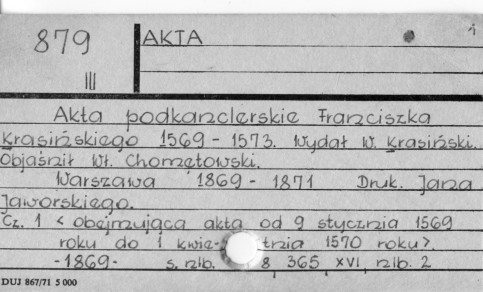 879
III
AKTA
1
Akta podkanclerskie Franciszka
Krasińskiego 1569 - 1573. Wydał W. Krasiński.
Objaśnił Wł. Chomętowski.
Warszawa 1869 - 1871 Druk. Jana
Jaworskiego.
Cz. 1 < obejmująca akta od 9 stycznia 1569
roku do 1 kwietnia 1570 roku>.
-1869- s. nlb. 8 365 XVI, nlb. 2
DUJ 867/71 5 000